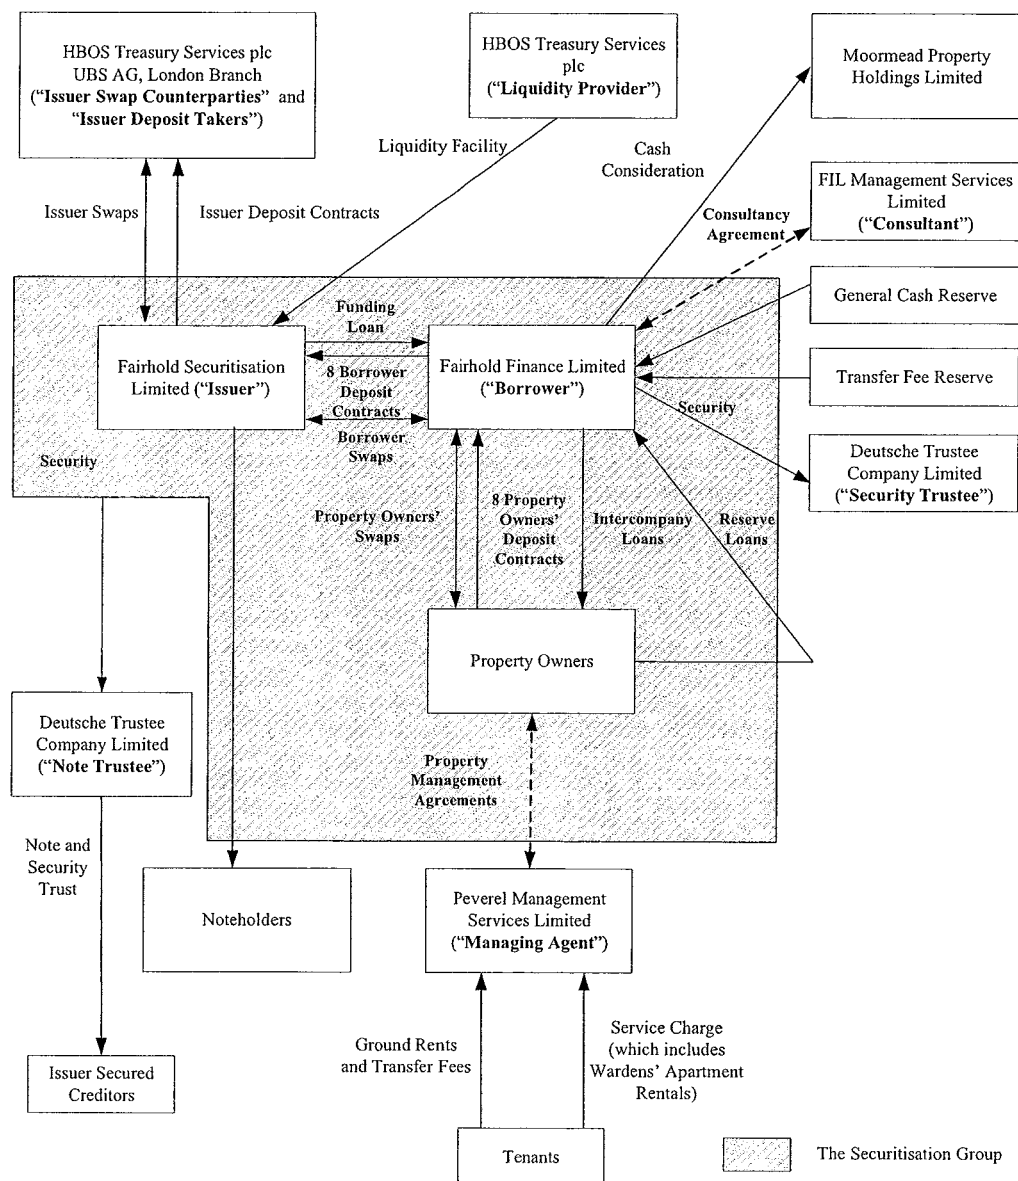 HBOS Treasury Services plc
UBS AG, London Branch
(“Issuer Swap Counterparties” and
“Issuer Deposit Takers”)
HBOS Treasury Services
plc
(“Liquidity Provider”)
Moormead Property
Holdings Limited
Liquidity Facility
Cash
Consideration
FIL Management Services
Limited
(“Consultant”)
Issuer Swaps
Issuer Deposit Contracts
Consultancy
Agreement
General Cash Reserve
Funding
Loan
Fairhold Securitisation
Limited (“Issuer”)
8 Borrower
Deposit
Contracts
Borrower
Swaps
Fairhold Finance Limited
(“Borrower”)
Transfer Fee Reserve
Security
Deutsche Trustee
Company Limited
(“Security Trustee”)
Security
Property Owners’
Swaps
8 Property
Owners’
Deposit
Contracts
Intercompany
Loans
Reserve
Loans
Property Owners
Deutsche Trustee
Company Limited
(“Note Trustee”)
Property
Management
Agreements
Note and
Security
Trust
Noteholders
Peverel Management
Services Limited
(“Managing Agent”)
Ground Rents
and Transfer Fees
Service Charge
(which includes
Wardens’ Apartment
Rentals)
Issuer Secured
Creditors
Tenants
The Securitisation Group